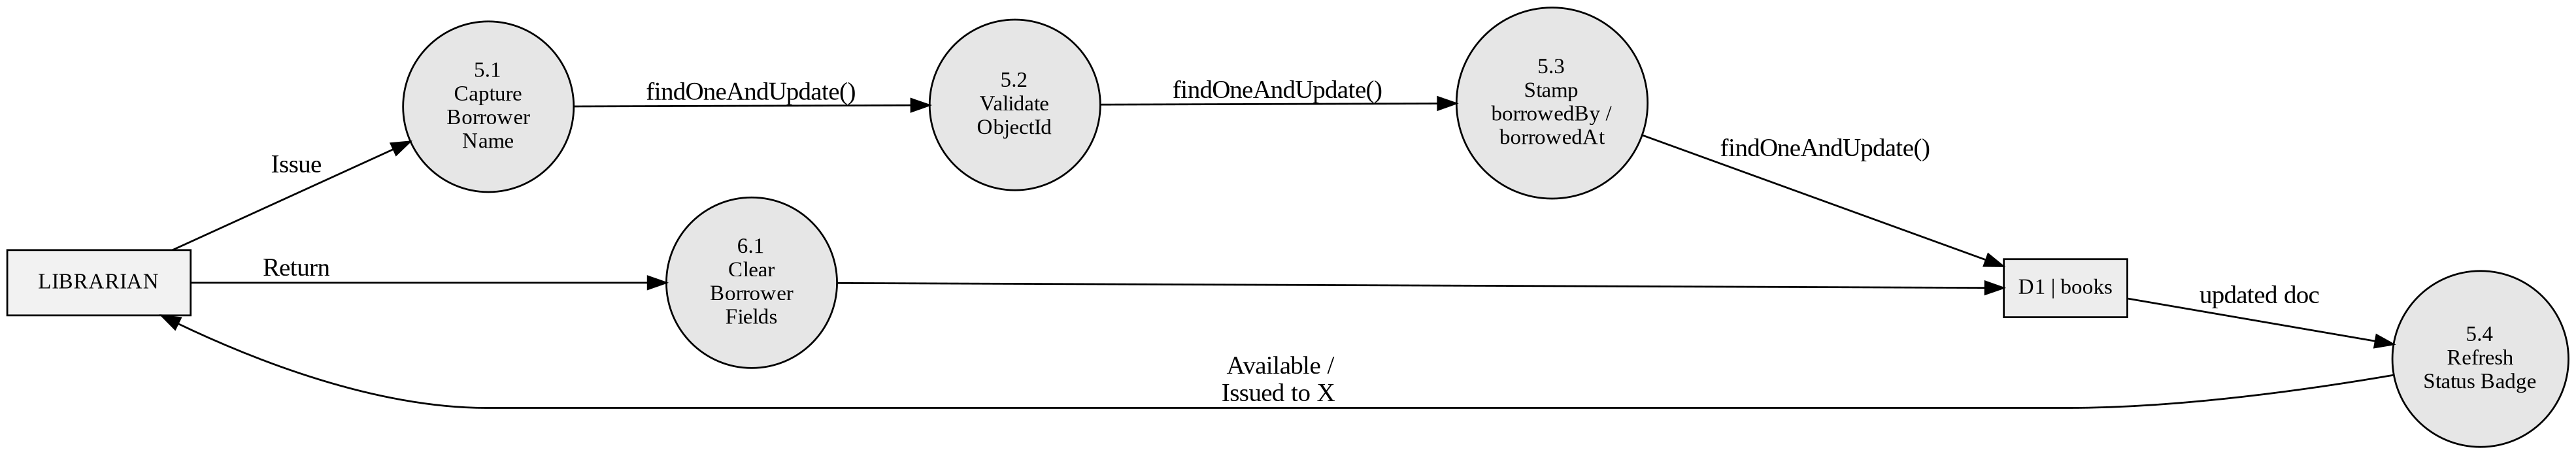 5.1
Capture
Borrower
Name
findOneAndUpdate()
5.2
Validate
ObjectId
findOneAndUpdate()
5.3
Stamp
borrowedBy /
borrowedAt
findOneAndUpdate()
Issue
LIBRARIAN
Return
6.1
Clear
Borrower
Fields
D1 | books
updated doc
5.4
Refresh
Status Badge
Available /
Issued to X